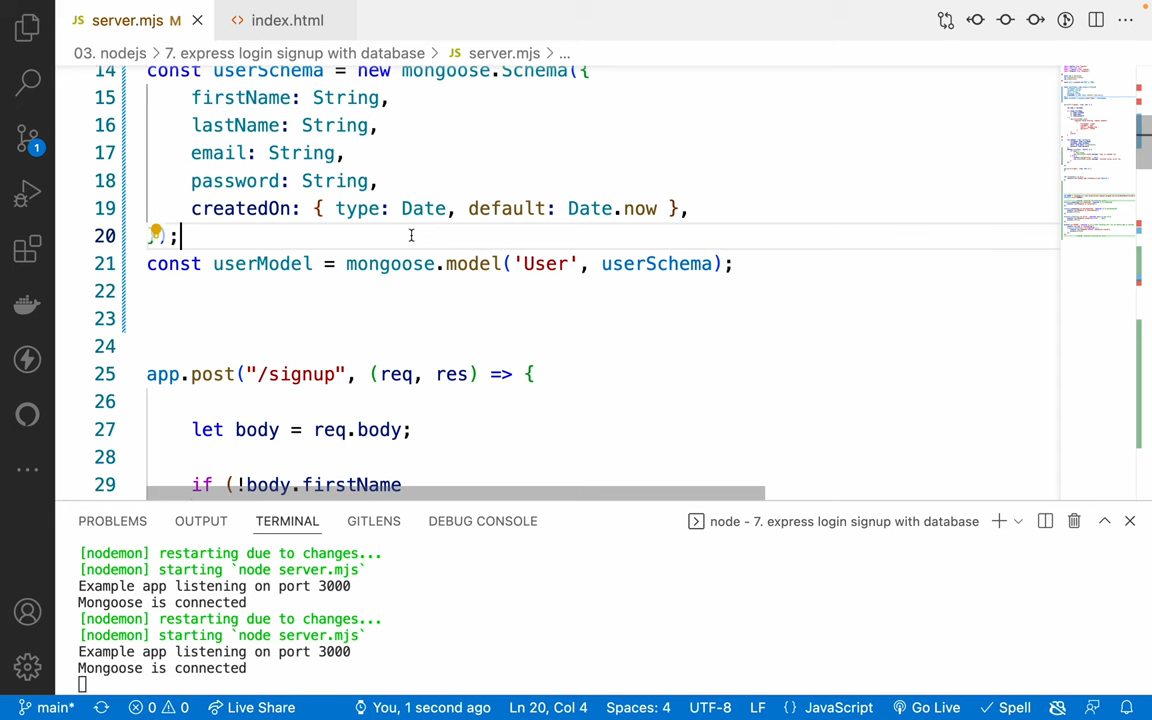 JS server.mjs M
<> index.html
03. nodejs > 7. express login signup with database > JS server.mjs > ...
14 const userSchema = new mongoose.Schema({
15 firstName: String,
16 lastName: String,
17 email: String,
18 password: String,
19 createdOn: { type: Date, default: Date.now },
20 });
21 const userModel = mongoose.model('User', userSchema);
22
23
24
25 app.post("/signup", (req, res) => {
26
27 let body = req.body;
28
29 if (!body.firstName
1
PROBLEMS OUTPUT TERMINAL GITLENS DEBUG CONSOLE node - 7. express login signup with database
[nodemon] restarting due to changes...
[nodemon] starting `node server.mjs`
Example app listening on port 3000
Mongoose is connected
[nodemon] restarting due to changes...
[nodemon] starting `node server.mjs`
Example app listening on port 3000
Mongoose is connected
main* 0 0 Live Share You, 1 second ago Ln 20, Col 4 Spaces: 4 UTF-8 LF {} JavaScript Go Live Spell